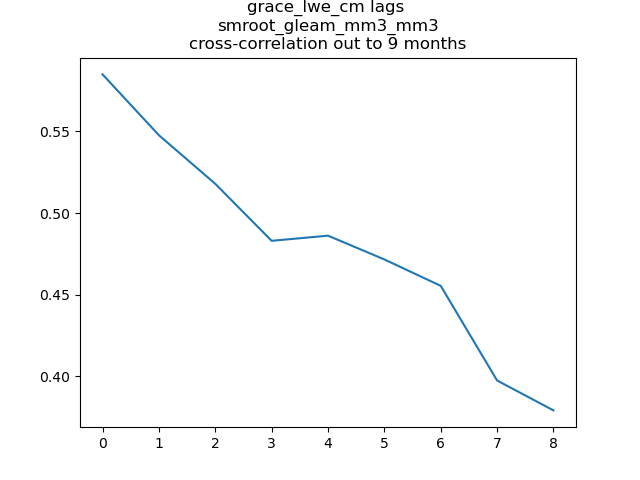 grace_lwe_cm lags
smroot_gleam_mm3_mm3
cross-correlation out to 9 months
0.55
0.50
0.45
0.40
0 1 2 3 4 5 6 7 8